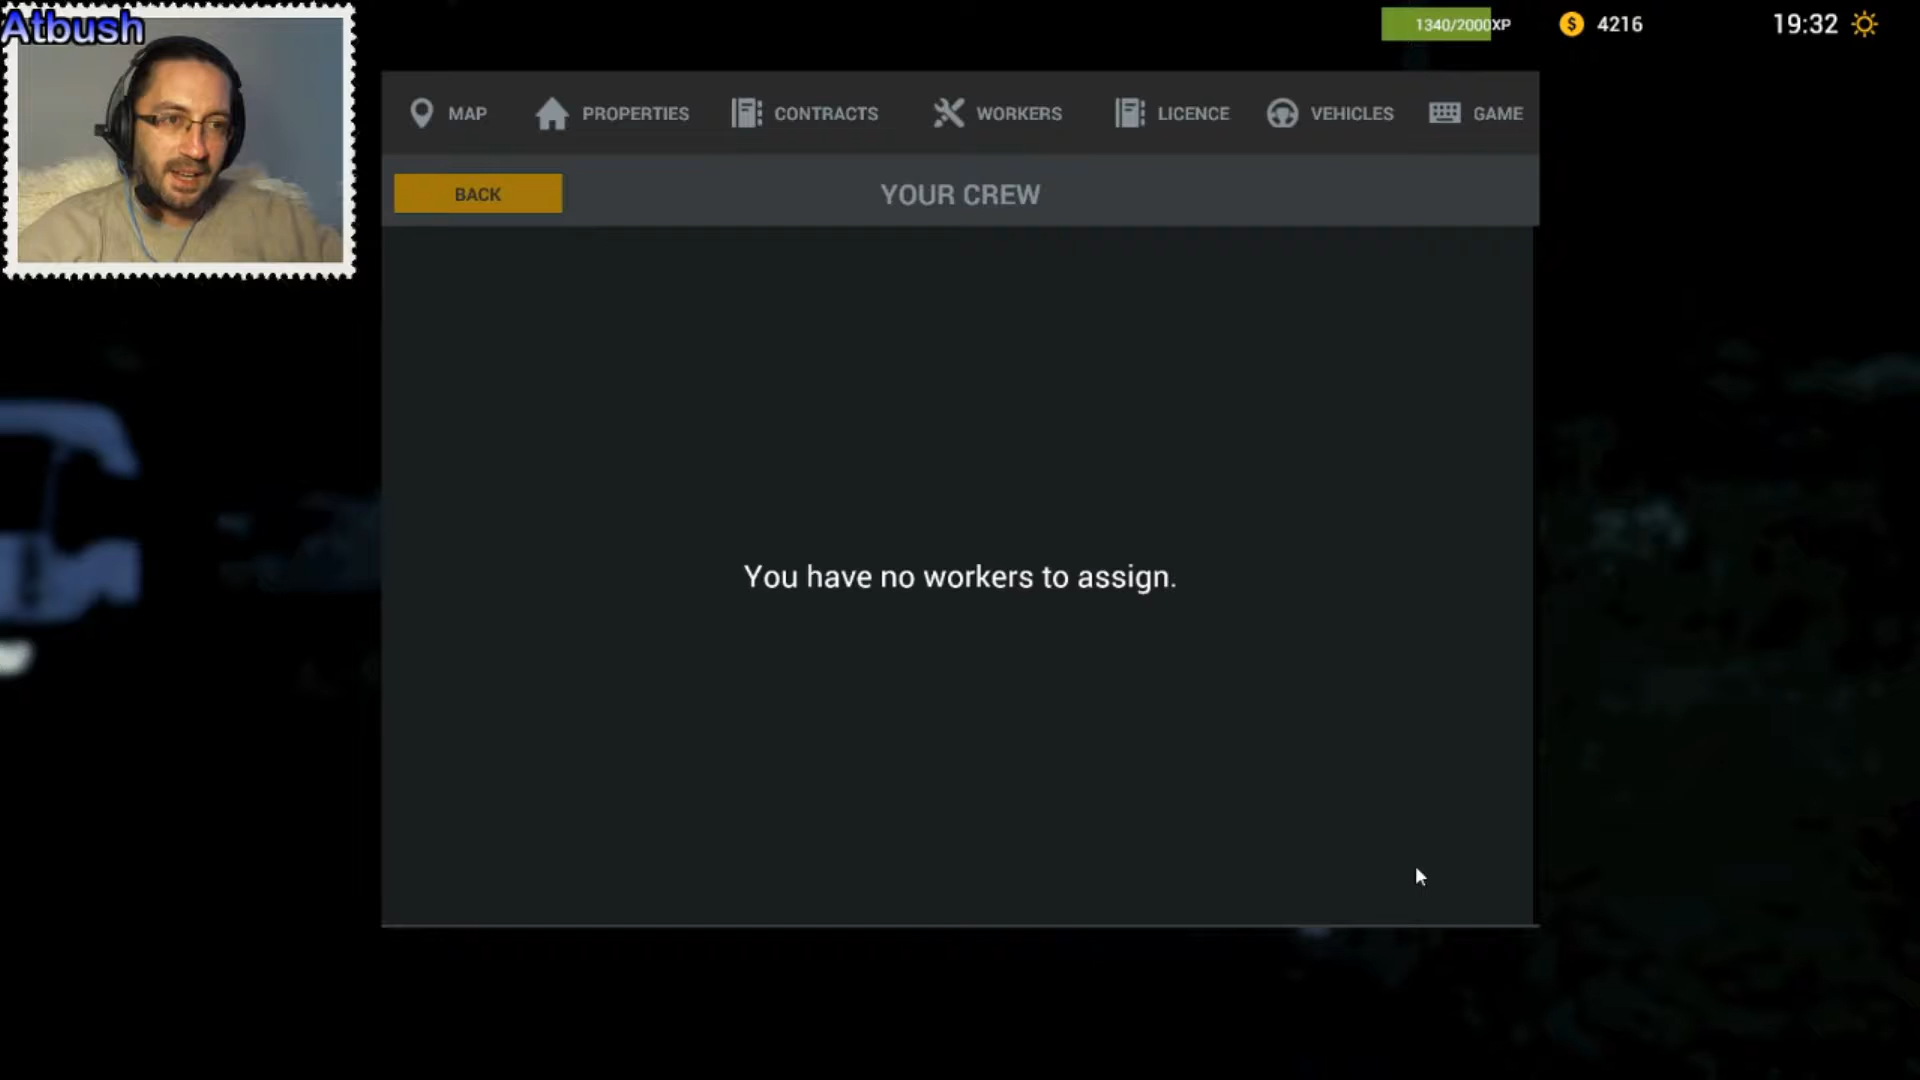 Atbush
1340/2000XP
$ 4216
19:32
MAP
PROPERTIES
CONTRACTS
WORKERS
LICENCE
VEHICLES
GAME
BACK
YOUR CREW
You have no workers to assign.